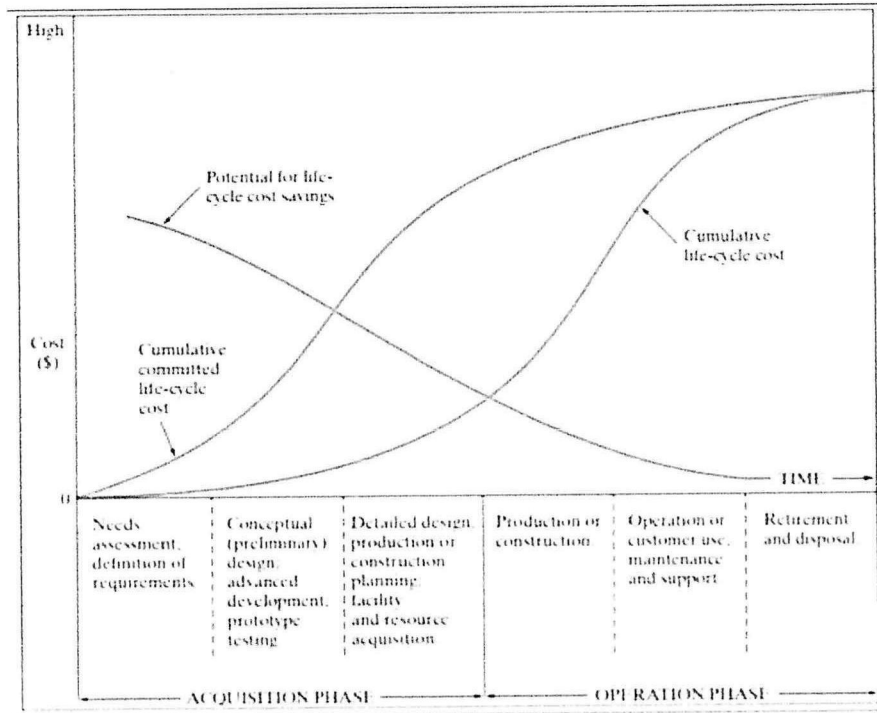 High
Potential for life-
cycle cost savings
Cumulative
life-cycle cost
Cost
($)
Cumulative
committed
life-cycle
cost
TIME
0
Needs
assessment,
definition of
requirements
Conceptual
(preliminary)
design,
advanced
development,
prototype
testing
Detailed design,
production or
construction
planning,
facility
and resource
acquisition
Production or
construction
Operation or
customer use,
maintenance
and support
Retirement
and disposal
ACQUISITION PHASE
OPERATION PHASE